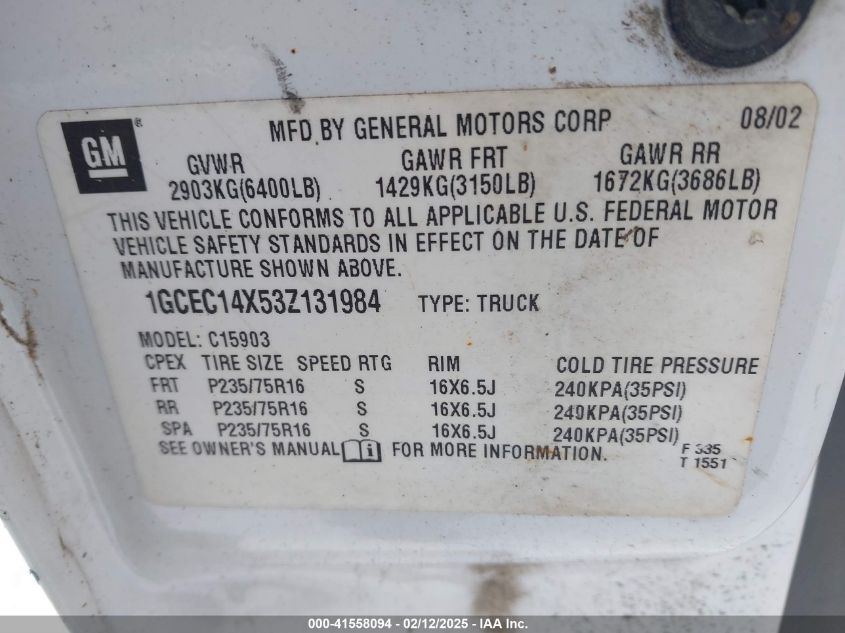 GM ®
MFD BY GENERAL MOTORS CORP 08/02
GVWR GAWR FRT GAWR RR
2903KG(6400LB) 1429KG(3150LB) 1672KG(3686LB)
THIS VEHICLE CONFORMS TO ALL APPLICABLE U.S. FEDERAL MOTOR
VEHICLE SAFETY STANDARDS IN EFFECT ON THE DATE OF
MANUFACTURE SHOWN ABOVE.
1GCEC14X53Z131984 TYPE: TRUCK
MODEL: C15903
CPEX TIRE SIZE SPEED RTG RIM COLD TIRE PRESSURE
FRT P235/75R16 S 16X6.5J 240KPA(35PSI)
RR P235/75R16 S 16X6.5J 240KPA(35PSI)
SPA P235/75R16 S 16X6.5J 240KPA(35PSI)
SEE OWNER'S MANUAL i FOR MORE INFORMATION.
F 335
T 1551
000-41558094 - 02/12/2025 - IAA Inc.